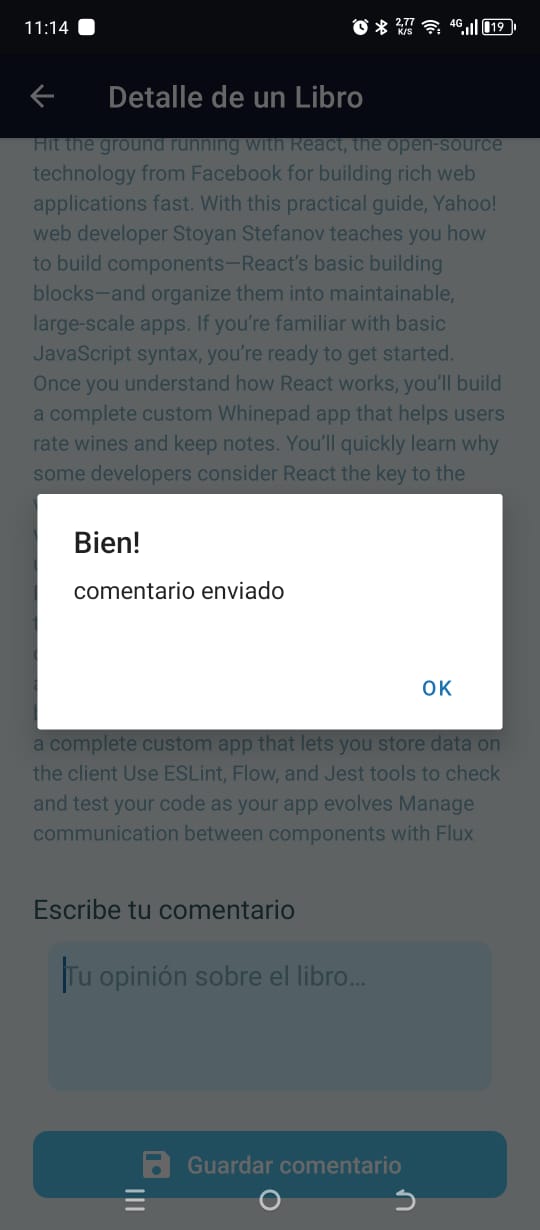 11:14
2,77
K/S
4G
19
Detalle de un Libro
Hit the ground running with React, the open-source
technology from Facebook for building rich web
applications fast. With this practical guide, Yahoo!
web developer Stoyan Stefanov teaches you how
to build components—React’s basic building
blocks—and organize them into maintainable,
large-scale apps. If you’re familiar with basic
JavaScript syntax, you’re ready to get started.
Once you understand how React works, you’ll build
a complete custom Whinepad app that helps users
rate wines and keep notes. You’ll quickly learn why
some developers consider React the key to the
Bien!
comentario enviado
OK
a complete custom app that lets you store data on
the client Use ESLint, Flow, and Jest tools to check
and test your code as your app evolves Manage
communication between components with Flux
Escribe tu comentario
Tu opinión sobre el libro...
Guardar comentario